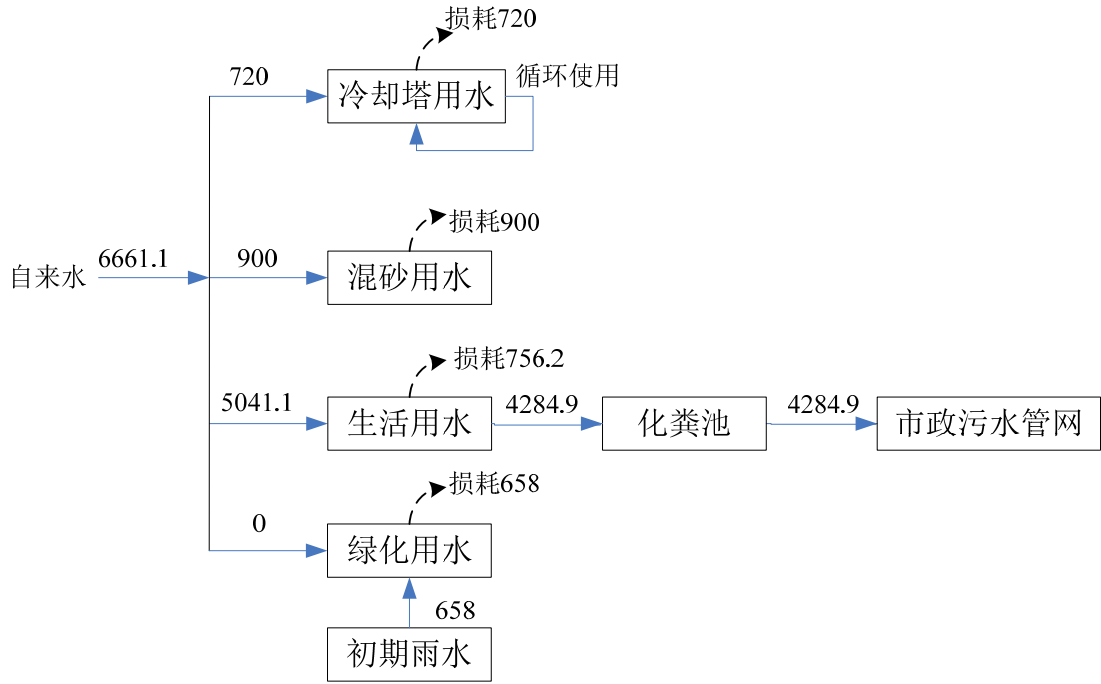 损耗720
720
冷却塔用水
循环使用
损耗900
自来水
6661.1
900
混砂用水
损耗756.2
5041.1
生活用水
4284.9
化粪池
4284.9
市政污水管网
损耗658
0
绿化用水
658
初期雨水